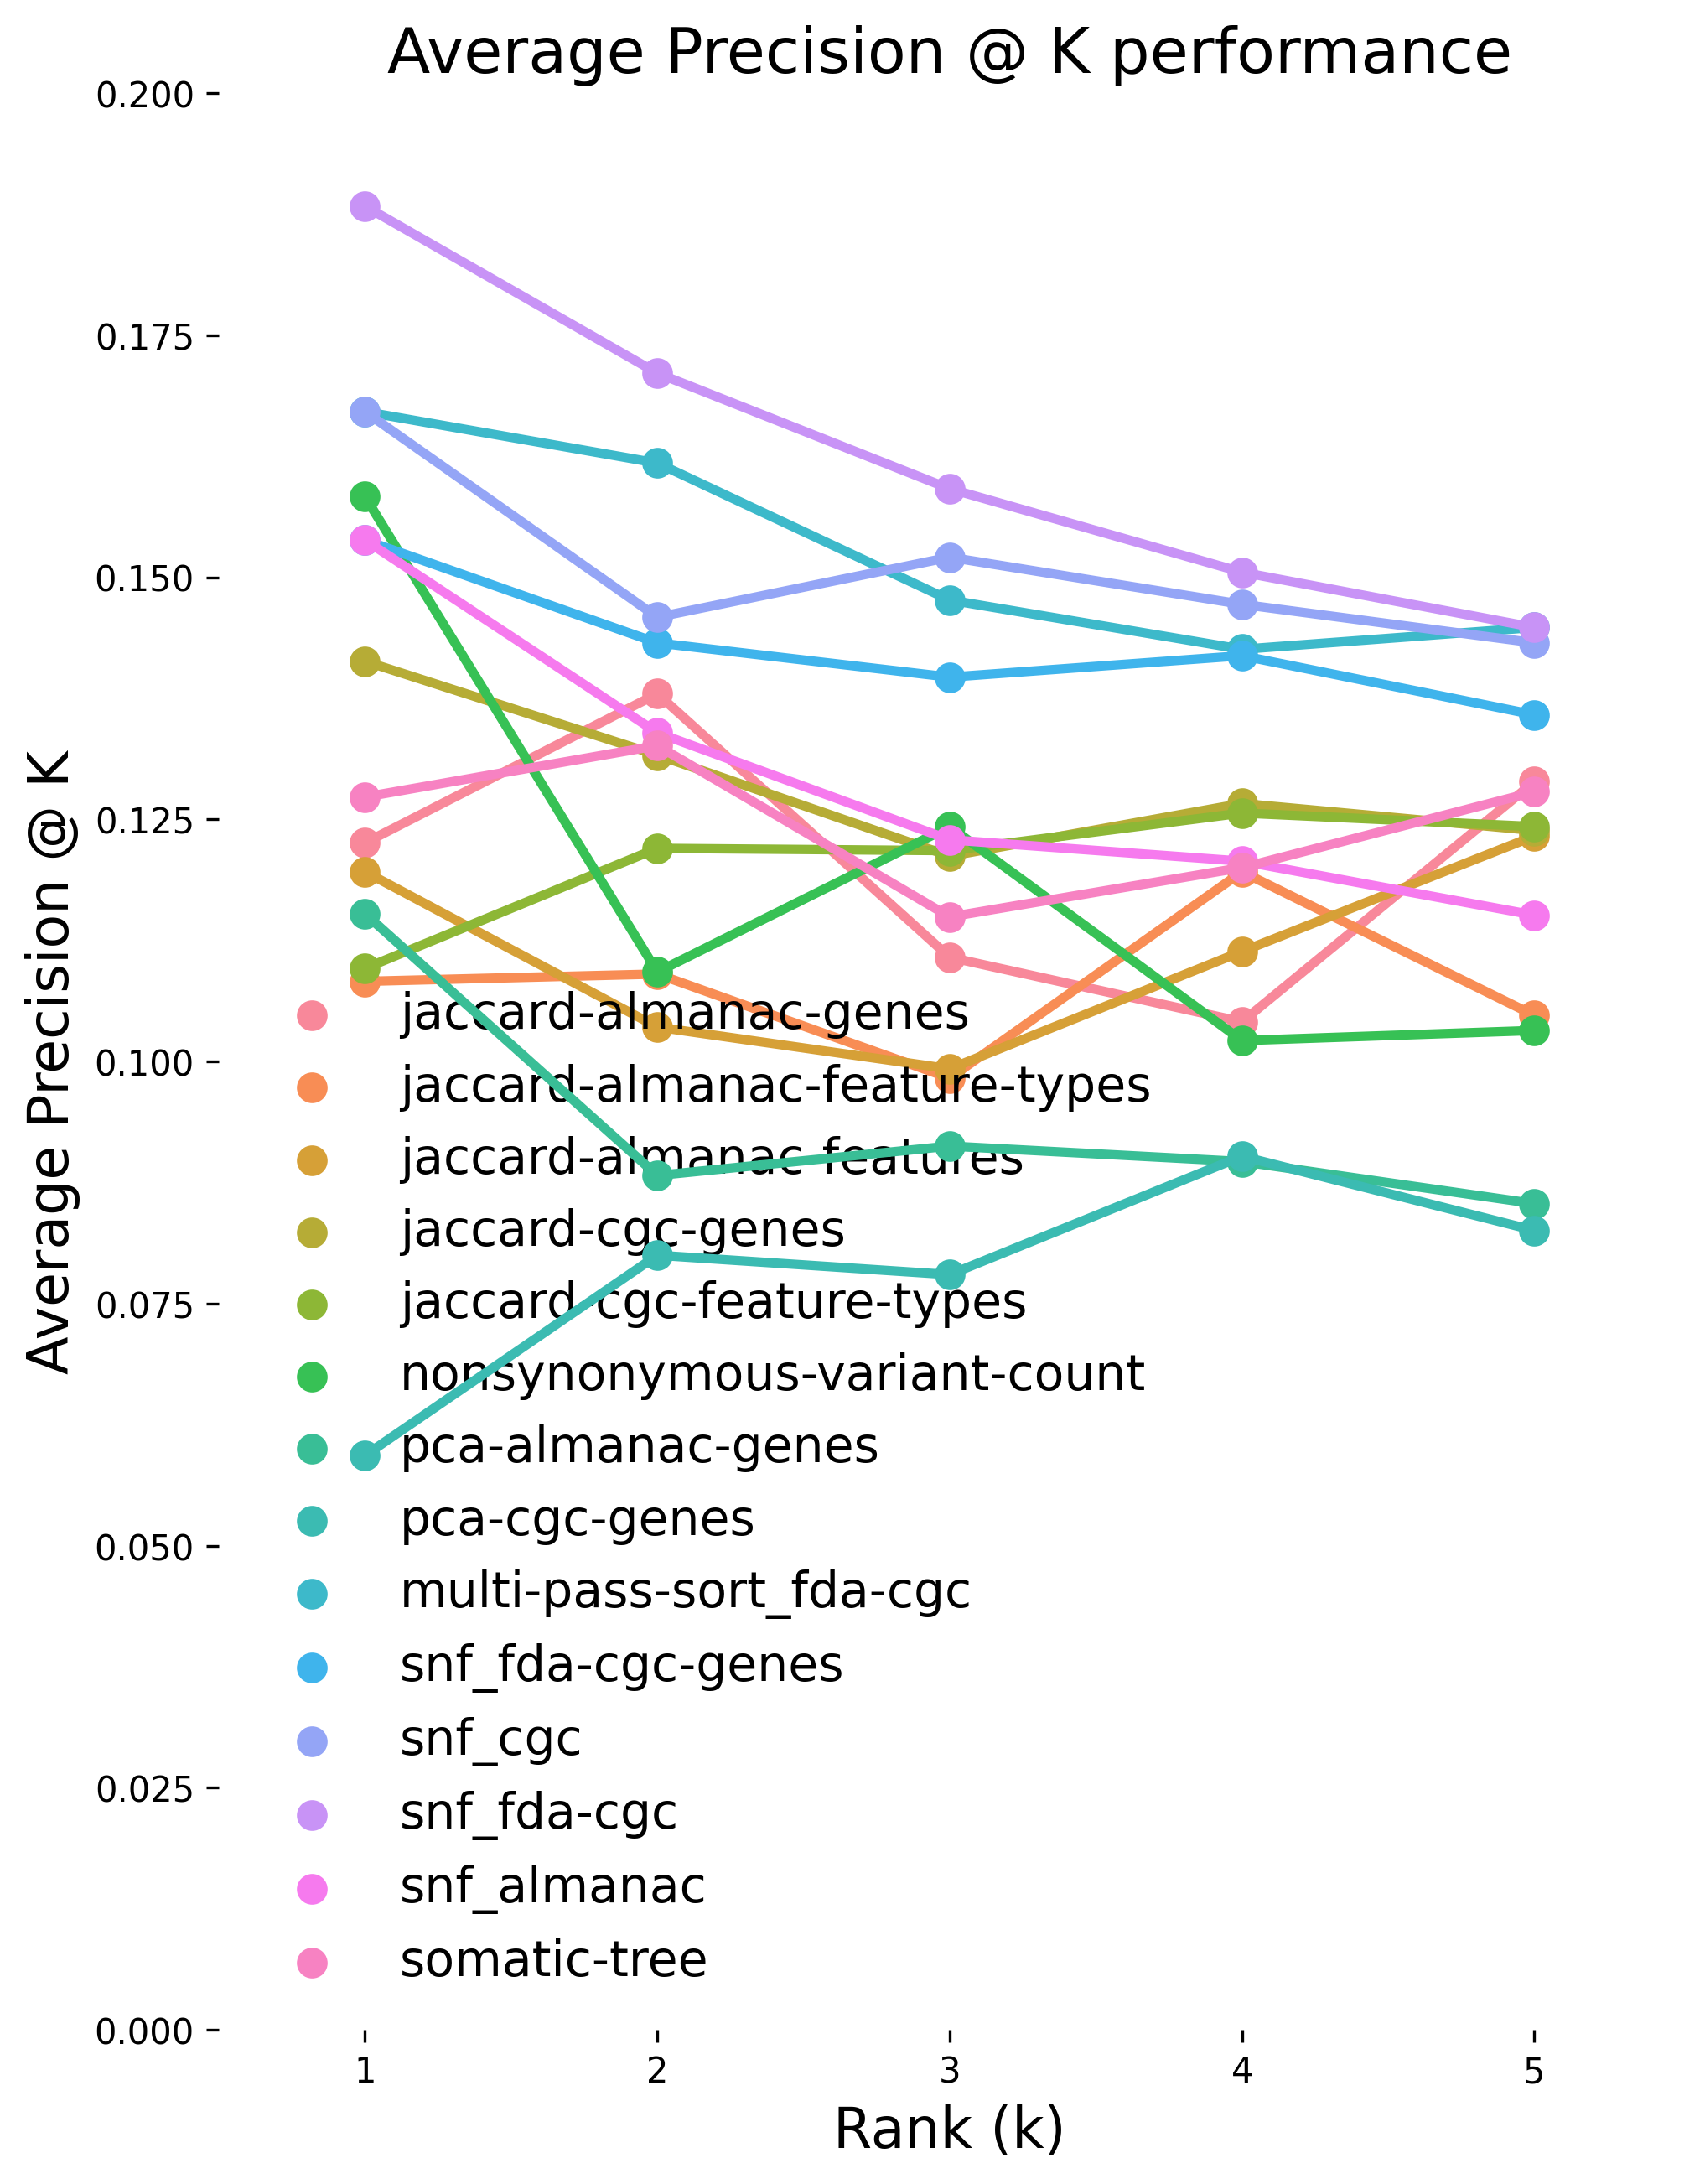 Average Precision @ K performance
0.200
0.175
0.150
0.125
0.100
0.075
0.050
0.025
0.000
Average Precision @ K
jaccard-almanac-genes
jaccard-almanac-feature-types
jaccard-almanac-features
jaccard-cgc-genes
jaccard-cgc-feature-types
nonsynonymous-variant-count
pca-almanac-genes
pca-cgc-genes
multi-pass-sort_fda-cgc
snf_fda-cgc-genes
snf_cgc
snf_fda-cgc
snf_almanac
somatic-tree
1 2 3 4 5
Rank (k)